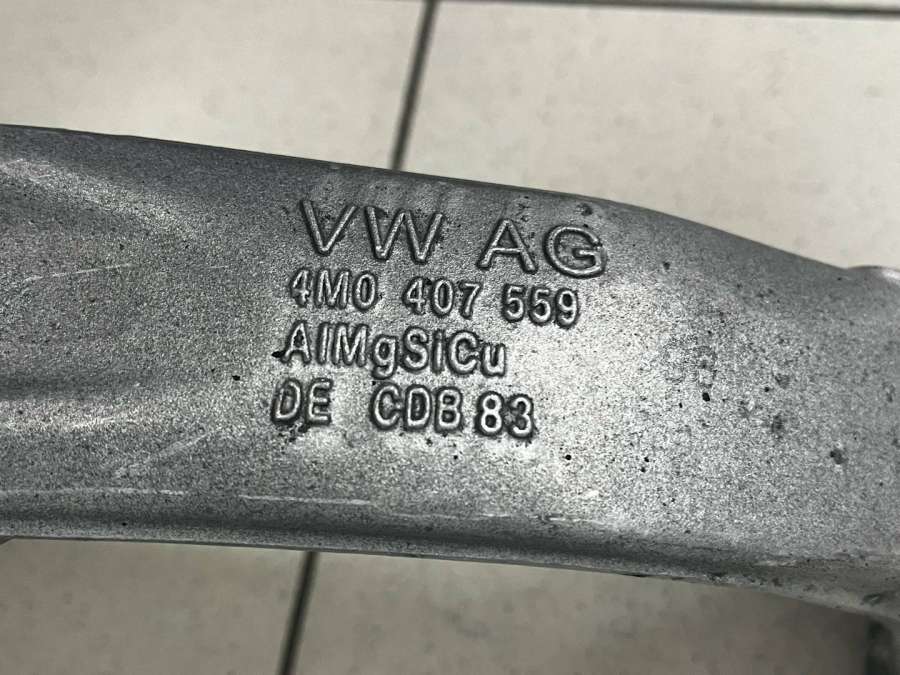 VW AG
4M0 407 559
AlMgSiCu
DE CDB 83